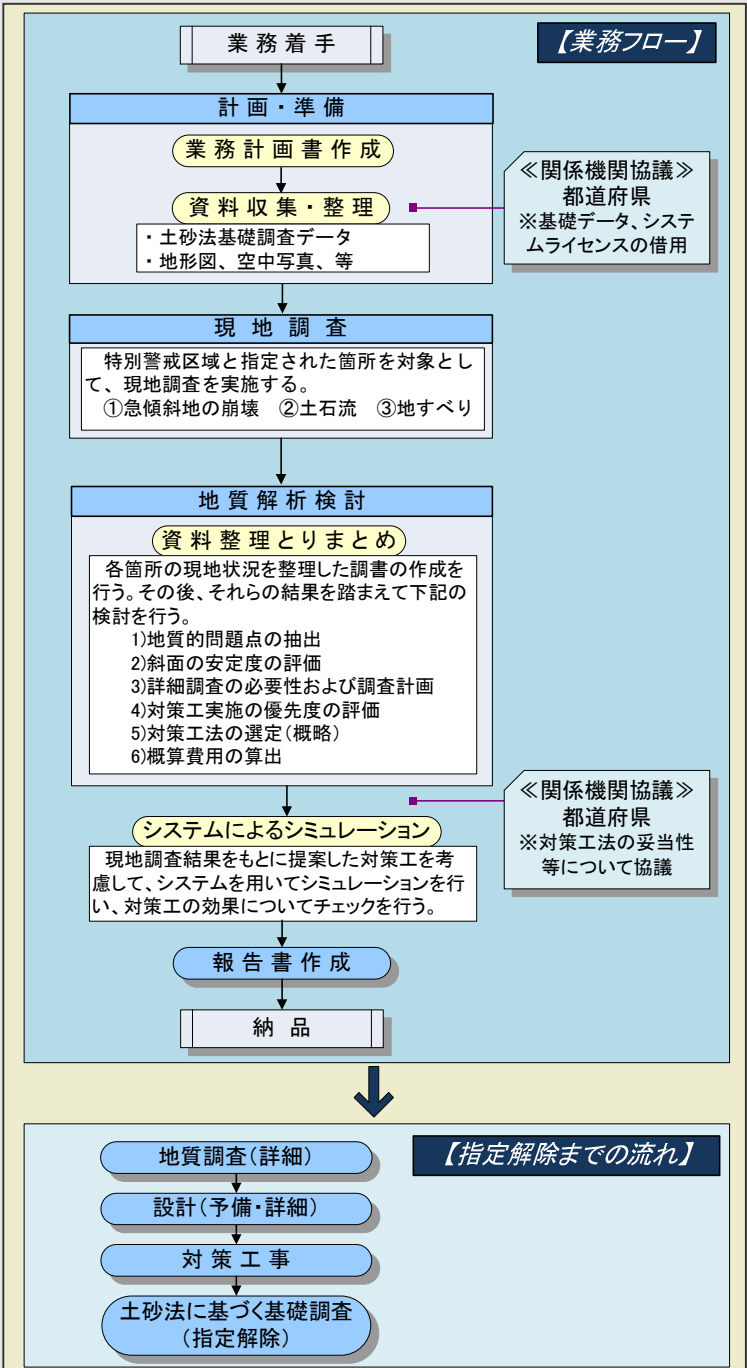 業務着手
【業務フロー】
計画・準備
業務計画書作成
資料収集・整理
・土砂法基礎調査データ
・地形図、空中写真、等
≪関係機関協議≫
都道府県
※基礎データ、システ
ムライセンスの借用
現地調査
特別警戒区域と指定された箇所を対象とし
て、現地調査を実施する。
①急傾斜地の崩壊 ②土石流 ③地すべり
地質解析検討
資料整理とりまとめ
各箇所の現地状況を整理した調書の作成を
行う。その後、それらの結果を踏まえて下記の
検討を行う。
1)地質的問題点の抽出
2)斜面の安定度の評価
3)詳細調査の必要性および調査計画
4)対策工実施の優先度の評価
5)対策工法の選定(概略)
6)概算費用の算出
≪関係機関協議≫
都道府県
※対策工法の妥当性
等について協議
システムによるシミュレーション
現地調査結果をもとに提案した対策工を考
慮して、システムを用いてシミュレーションを行
い、対策工の効果についてチェックを行う。
報告書作成
納品
【指定解除までの流れ】
地質調査(詳細)
設計(予備・詳細)
対策工事
土砂法に基づく基礎調査
(指定解除)